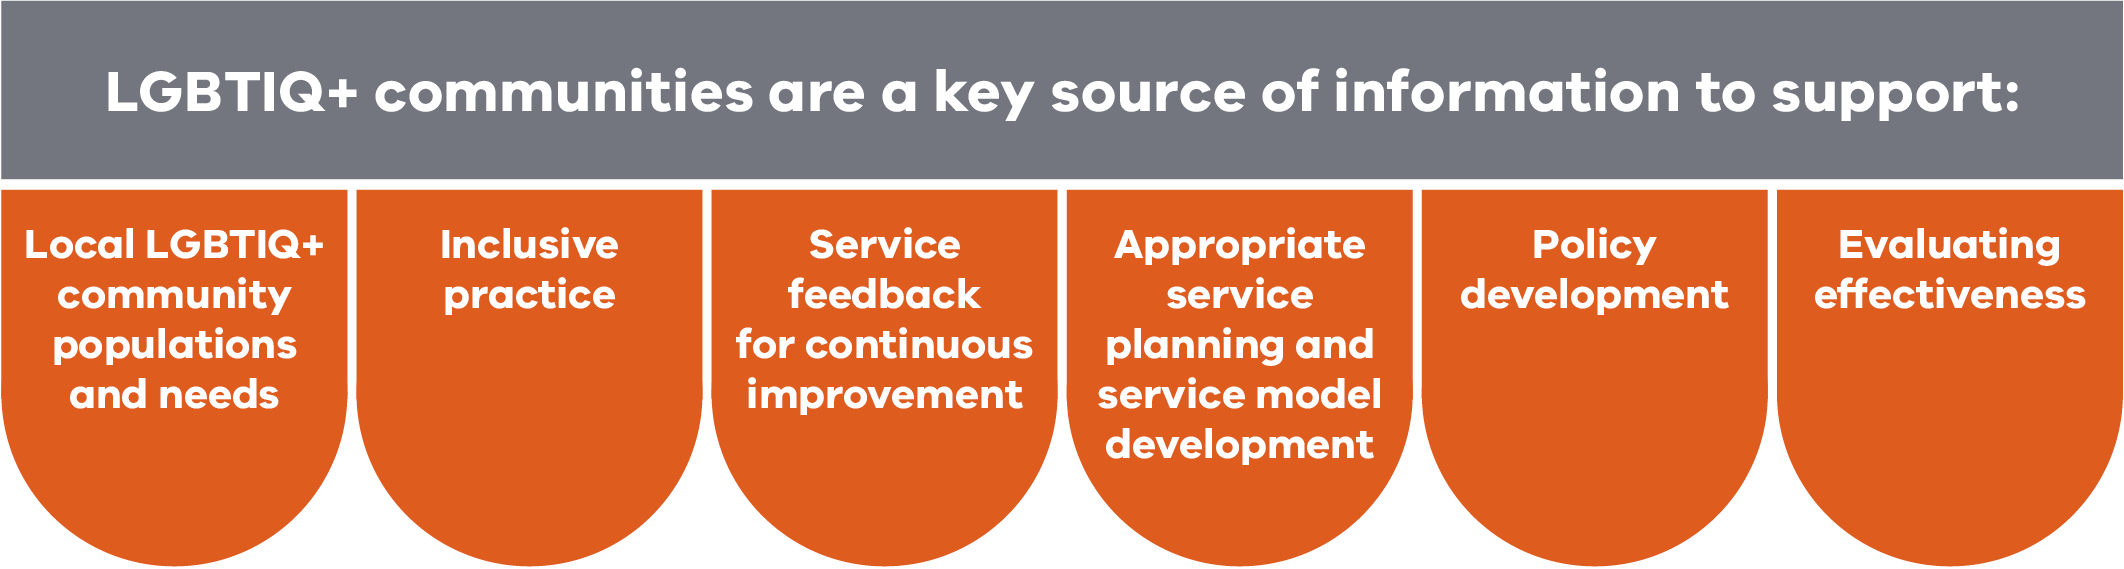 LGBTIQ+ communities are a key source of information to support:
Local LGBTIQ+
community
populations
and needs
Inclusive
practice
Service
feedback
for continuous
improvement
Appropriate
service
planning and
service model
development
Policy
development
Evaluating
effectiveness